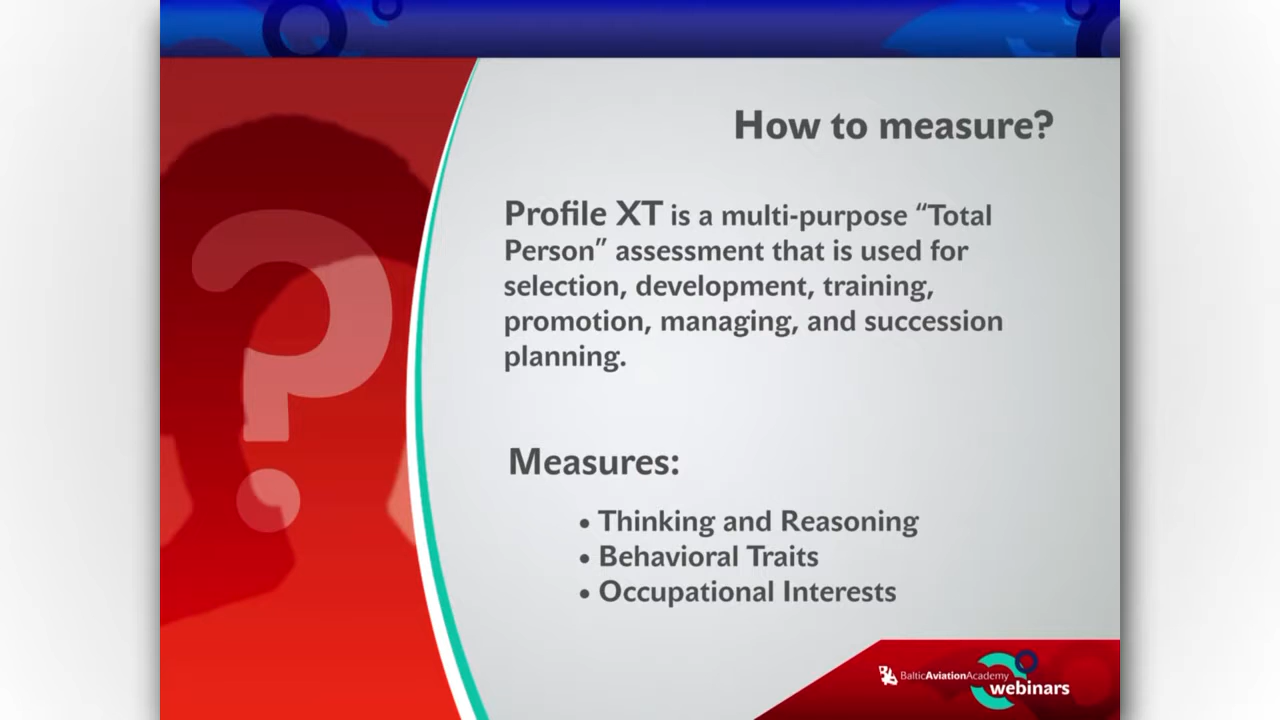 How to measure?
Profile XT is a multi-purpose “Total
Person” assessment that is used for
selection, development, training,
promotion, managing, and succession
planning.
Measures:
• Thinking and Reasoning
• Behavioral Traits
• Occupational Interests
BalticAviationAcademy
webinars